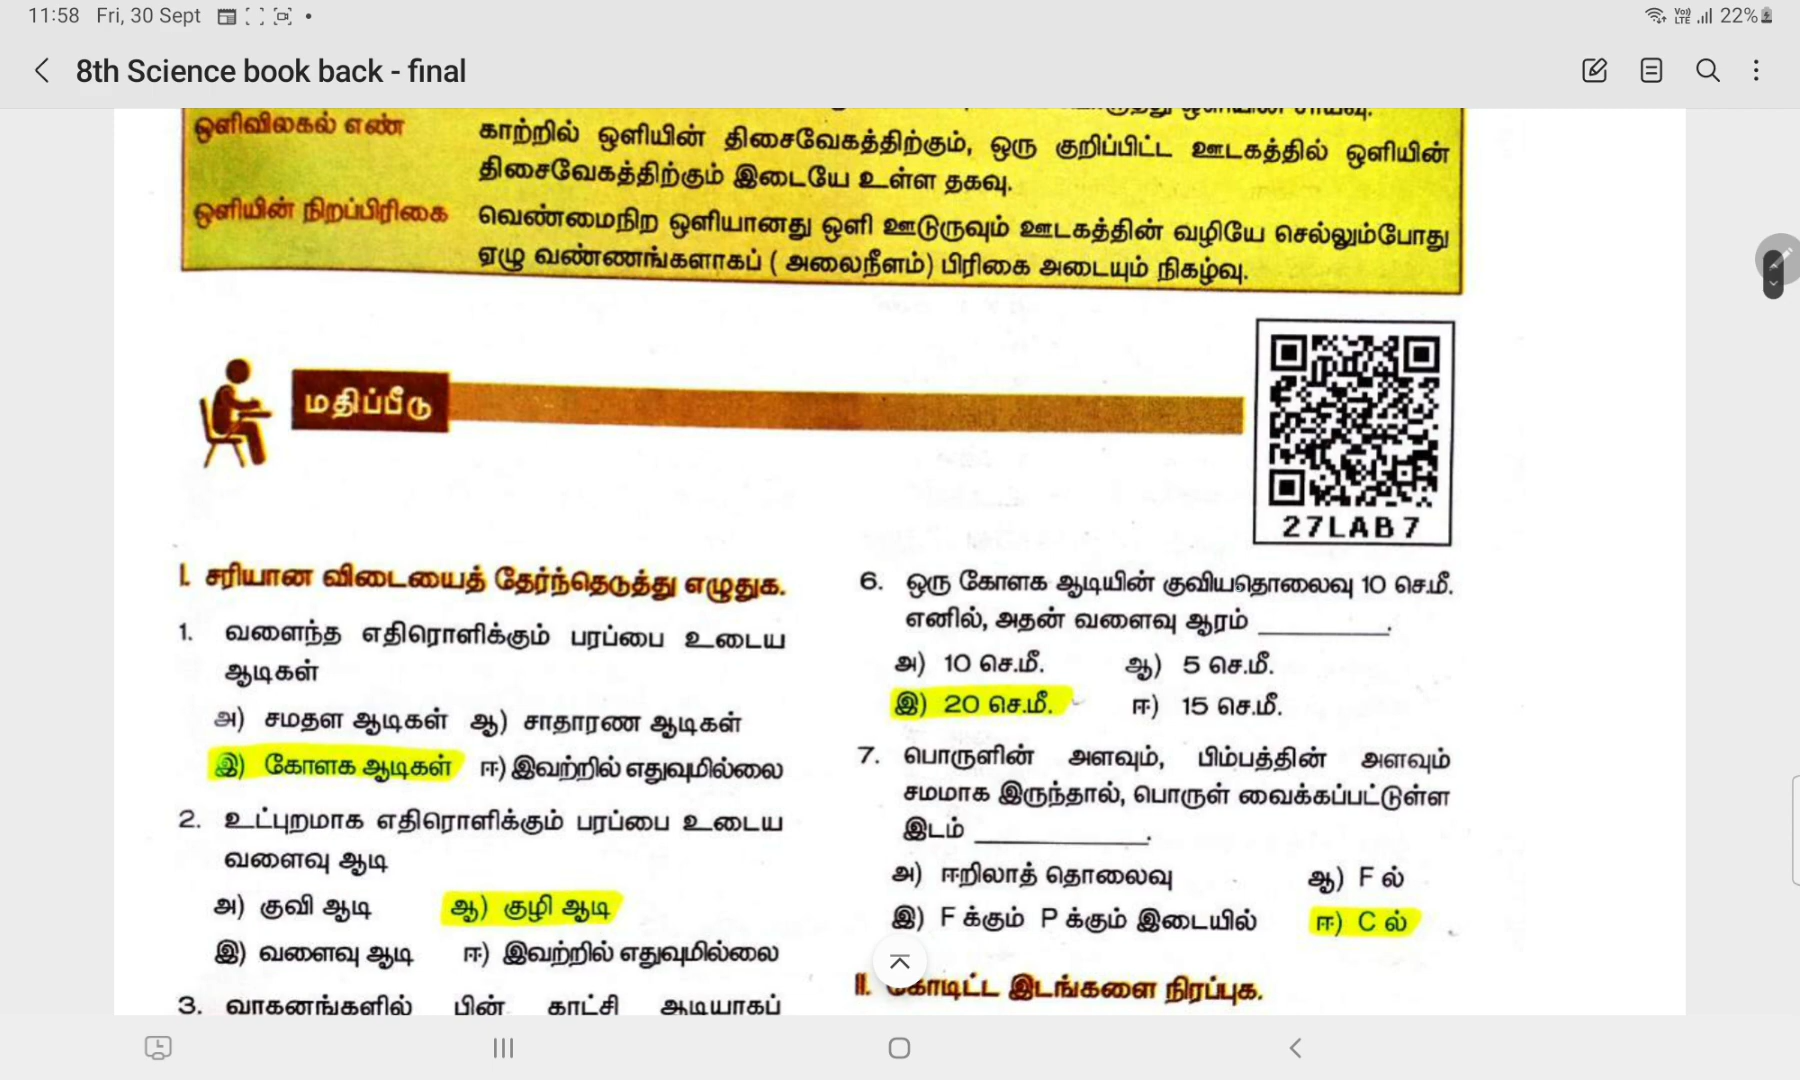 11:58 Fri, 30 Sept
22%
8th Science book back - final
ஒளிவிலகல் எண்
காற்றில் ஒளியின் திசைவேகத்திற்கும், ஒரு குறிப்பிட்ட ஊடகத்தில் ஒளியின்
திசைவேகத்திற்கும் இடையே உள்ள தகவு.
ஒளியின் நிறப்பிரிகை
வெண்மைநிற ஒளியானது ஒளி ஊடுருவும் ஊடகத்தின் வழியே செல்லும்போது
ஏழு வண்ணங்களாகப் ( அலைநீளம்) பிரிகை அடையும் நிகழ்வு.
மதிப்பீடு
27LAB7
I. சரியான விடையைத் தேர்ந்தெடுத்து எழுதுக.
1. வளைந்த எதிரொளிக்கும் பரப்பை உடைய
ஆடிகள்
அ) சமதள ஆடிகள் ஆ) சாதாரண ஆடிகள்
இ) கோளக ஆடிகள் ஈ) இவற்றில் எதுவுமில்லை
2. உட்புறமாக எதிரொளிக்கும் பரப்பை உடைய
வளைவு ஆடி
அ) குவி ஆடி ஆ) குழி ஆடி
இ) வளைவு ஆடி ஈ) இவற்றில் எதுவுமில்லை
3. வாகனங்களில் பின் காட்சி ஆடியாகப்
6. ஒரு கோளக ஆடியின் குவியதொலைவு 10 செ.மீ.
எனில், அதன் வளைவு ஆரம் __________.
அ) 10 செ.மீ. ஆ) 5 செ.மீ.
இ) 20 செ.மீ. ஈ) 15 செ.மீ.
7. பொருளின் அளவும், பிம்பத்தின் அளவும்
சமமாக இருந்தால், பொருள் வைக்கப்பட்டுள்ள
இடம் __________.
அ) ஈறிலாத் தொலைவு ஆ) F ல்
இ) F க்கும் P க்கும் இடையில் ஈ) C ல்
II. கோடிட்ட இடங்களை நிரப்புக.